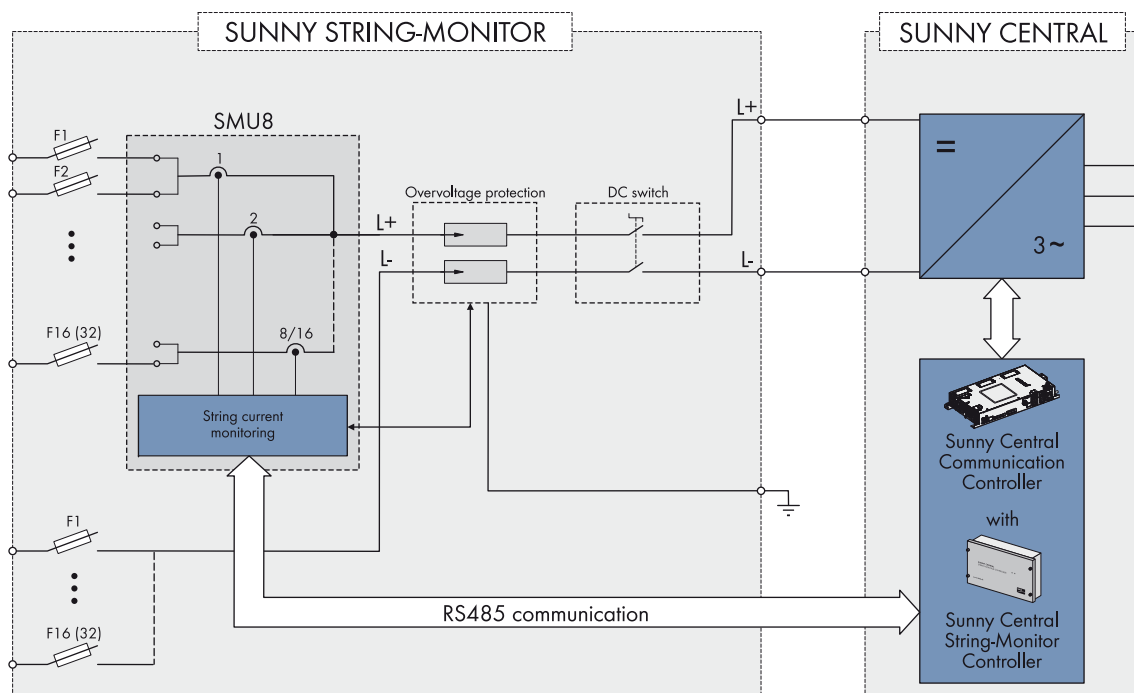 SUNNY STRING-MONITOR
SUNNY CENTRAL
SMU8
F1
F2
F16 (32)
1
2
8/16
String current
monitoring
L+
L-
Overvoltage protection
DC switch
L+
L-
=
3~
F1
F16 (32)
RS485 communication
Sunny Central
Communication
Controller
with
Sunny Central
String-Monitor
Controller